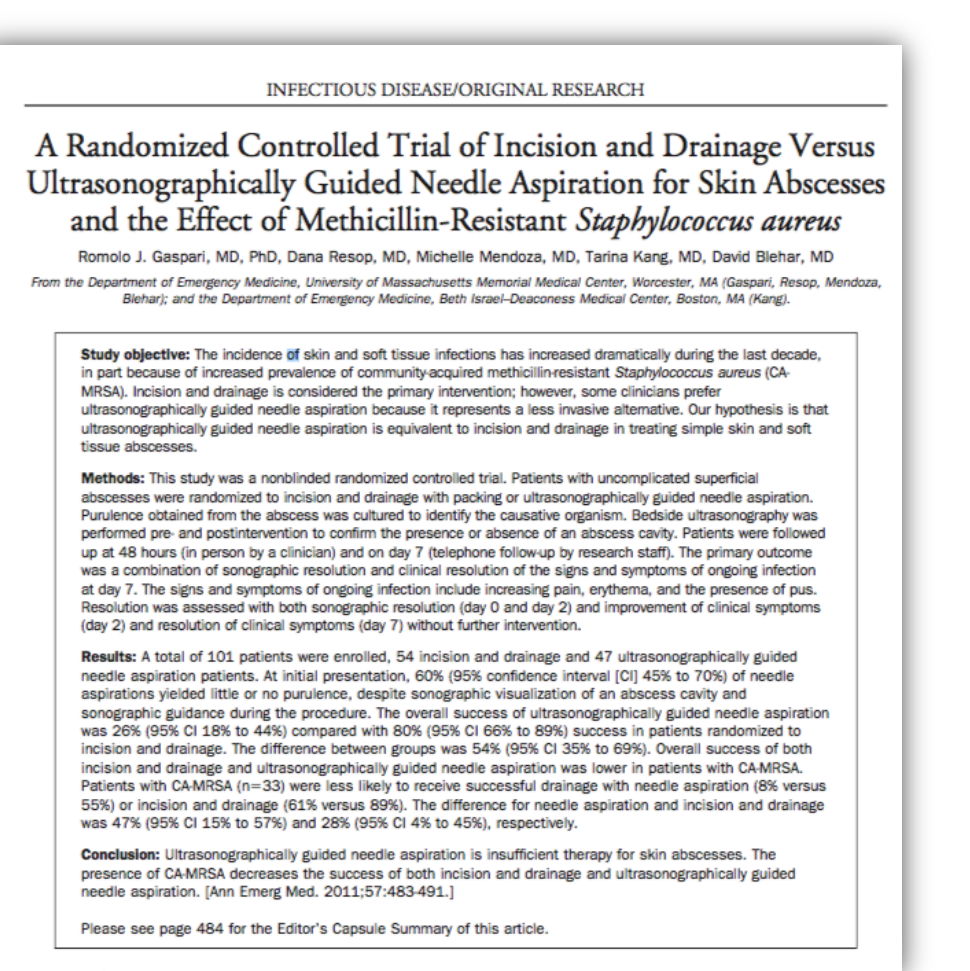 INFECTIOUS DISEASE/ORIGINAL RESEARCH
A Randomized Controlled Trial of Incision and Drainage Versus
Ultrasonographically Guided Needle Aspiration for Skin Abscesses
and the Effect of Methicillin-Resistant Staphylococcus aureus
Romolo J. Gaspari, MD, PhD, Dana Resop, MD, Michelle Mendoza, MD, Tarina Kang, MD, David Blehar, MD
From the Department of Emergency Medicine, University of Massachusetts Memorial Medical Center, Worcester, MA (Gaspari, Resop, Mendoza,
Blehar); and the Department of Emergency Medicine, Beth Israel–Deaconess Medical Center, Boston, MA (Kang).
Study objective: The incidence of skin and soft tissue infections has increased dramatically during the last decade,
in part because of increased prevalence of community-acquired methicillin-resistant Staphylococcus aureus (CA-
MRSA). Incision and drainage is considered the primary intervention; however, some clinicians prefer
ultrasonographically guided needle aspiration because it represents a less invasive alternative. Our hypothesis is that
ultrasonographically guided needle aspiration is equivalent to incision and drainage in treating simple skin and soft
tissue abscesses.
Methods: This study was a nonblinded randomized controlled trial. Patients with uncomplicated superficial
abscesses were randomized to incision and drainage with packing or ultrasonographically guided needle aspiration.
Purulence obtained from the abscess was cultured to identify the causative organism. Bedside ultrasonography was
performed pre- and postintervention to confirm the presence or absence of an abscess cavity. Patients were followed
up at 48 hours (in person by a clinician) and on day 7 (telephone follow-up by research staff). The primary outcome
was a combination of sonographic resolution and clinical resolution of the signs and symptoms of ongoing infection
at day 7. The signs and symptoms of ongoing infection include increasing pain, erythema, and the presence of pus.
Resolution was assessed with both sonographic resolution (day 0 and day 2) and improvement of clinical symptoms
(day 2) and resolution of clinical symptoms (day 7) without further intervention.
Results: A total of 101 patients were enrolled, 54 incision and drainage and 47 ultrasonographically guided
needle aspiration patients. At initial presentation, 60% (95% confidence interval [CI] 45% to 70%) of needle
aspirations yielded little or no purulence, despite sonographic visualization of an abscess cavity and
sonographic guidance during the procedure. The overall success of ultrasonographically guided needle aspiration
was 26% (95% CI 18% to 44%) compared with 80% (95% CI 66% to 89%) success in patients randomized to
incision and drainage. The difference between groups was 54% (95% CI 35% to 69%). Overall success of both
incision and drainage and ultrasonographically guided needle aspiration was lower in patients with CA-MRSA.
Patients with CA-MRSA (n=33) were less likely to receive successful drainage with needle aspiration (8% versus
55%) or incision and drainage (61% versus 89%). The difference for needle aspiration and incision and drainage
was 47% (95% CI 15% to 57%) and 28% (95% CI 4% to 45%), respectively.
Conclusion: Ultrasonographically guided needle aspiration is insufficient therapy for skin abscesses. The
presence of CA-MRSA decreases the success of both incision and drainage and ultrasonographically guided
needle aspiration. [Ann Emerg Med. 2011;57:483-491.]
Please see page 484 for the Editor's Capsule Summary of this article.